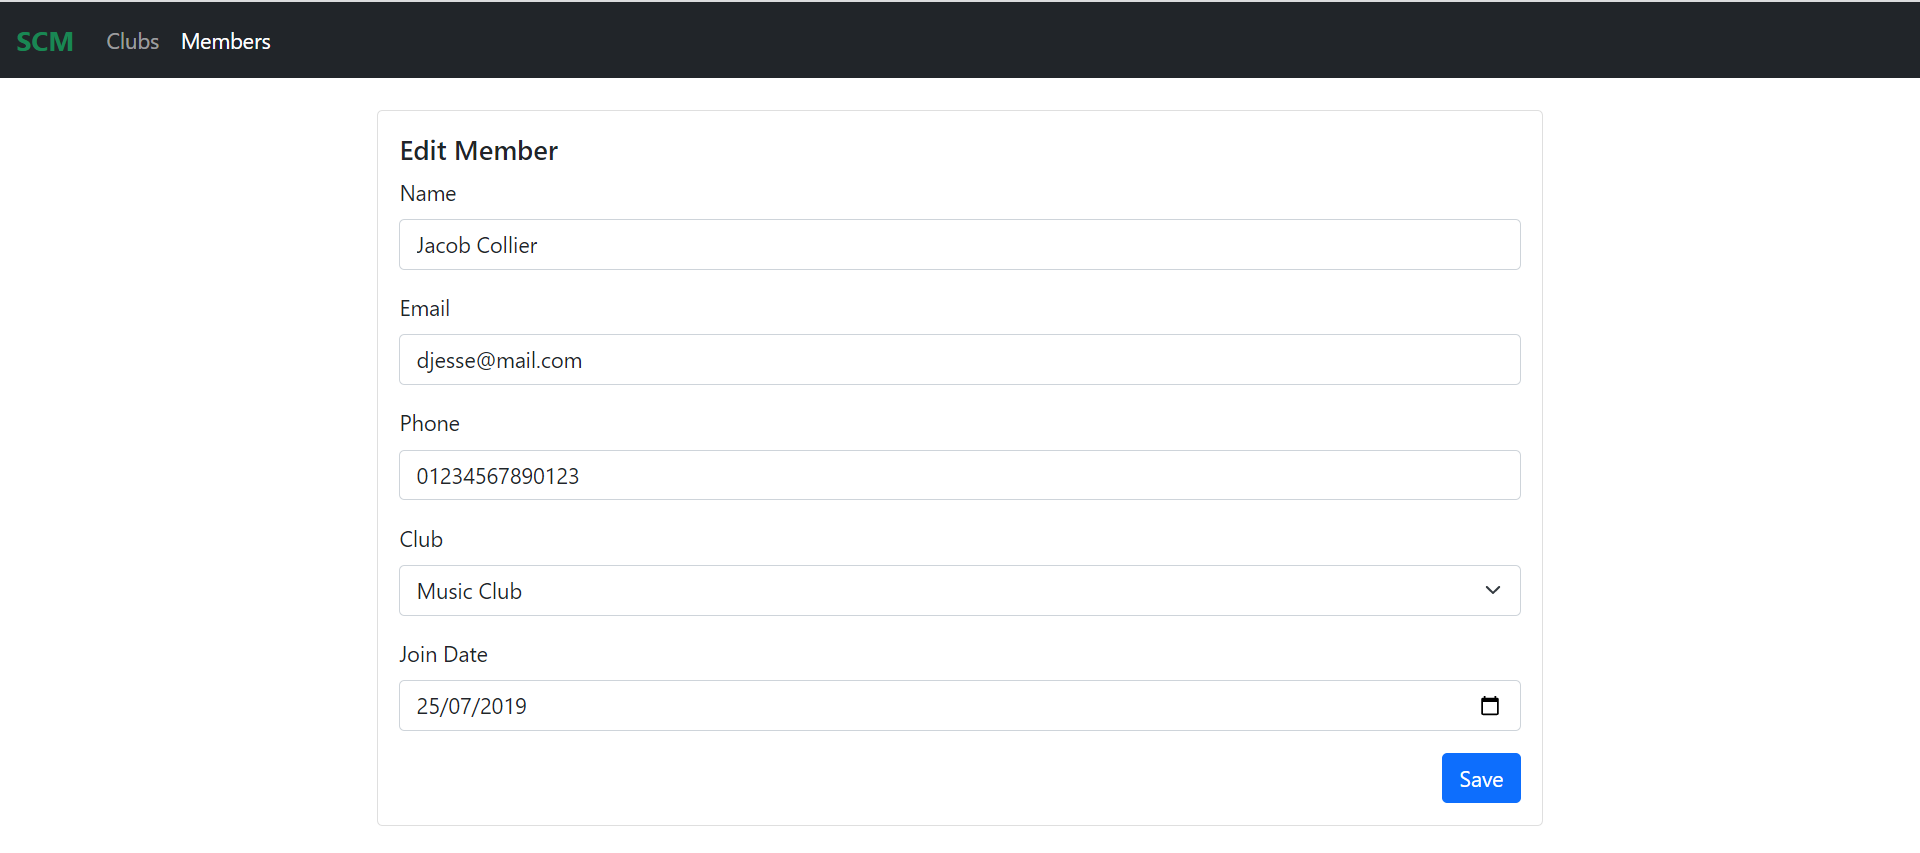 SCM Clubs Members
Edit Member
Name
Jacob Collier
Email
djesse@mail.com
Phone
01234567890123
Club
Music Club
Join Date
25/07/2019
Save